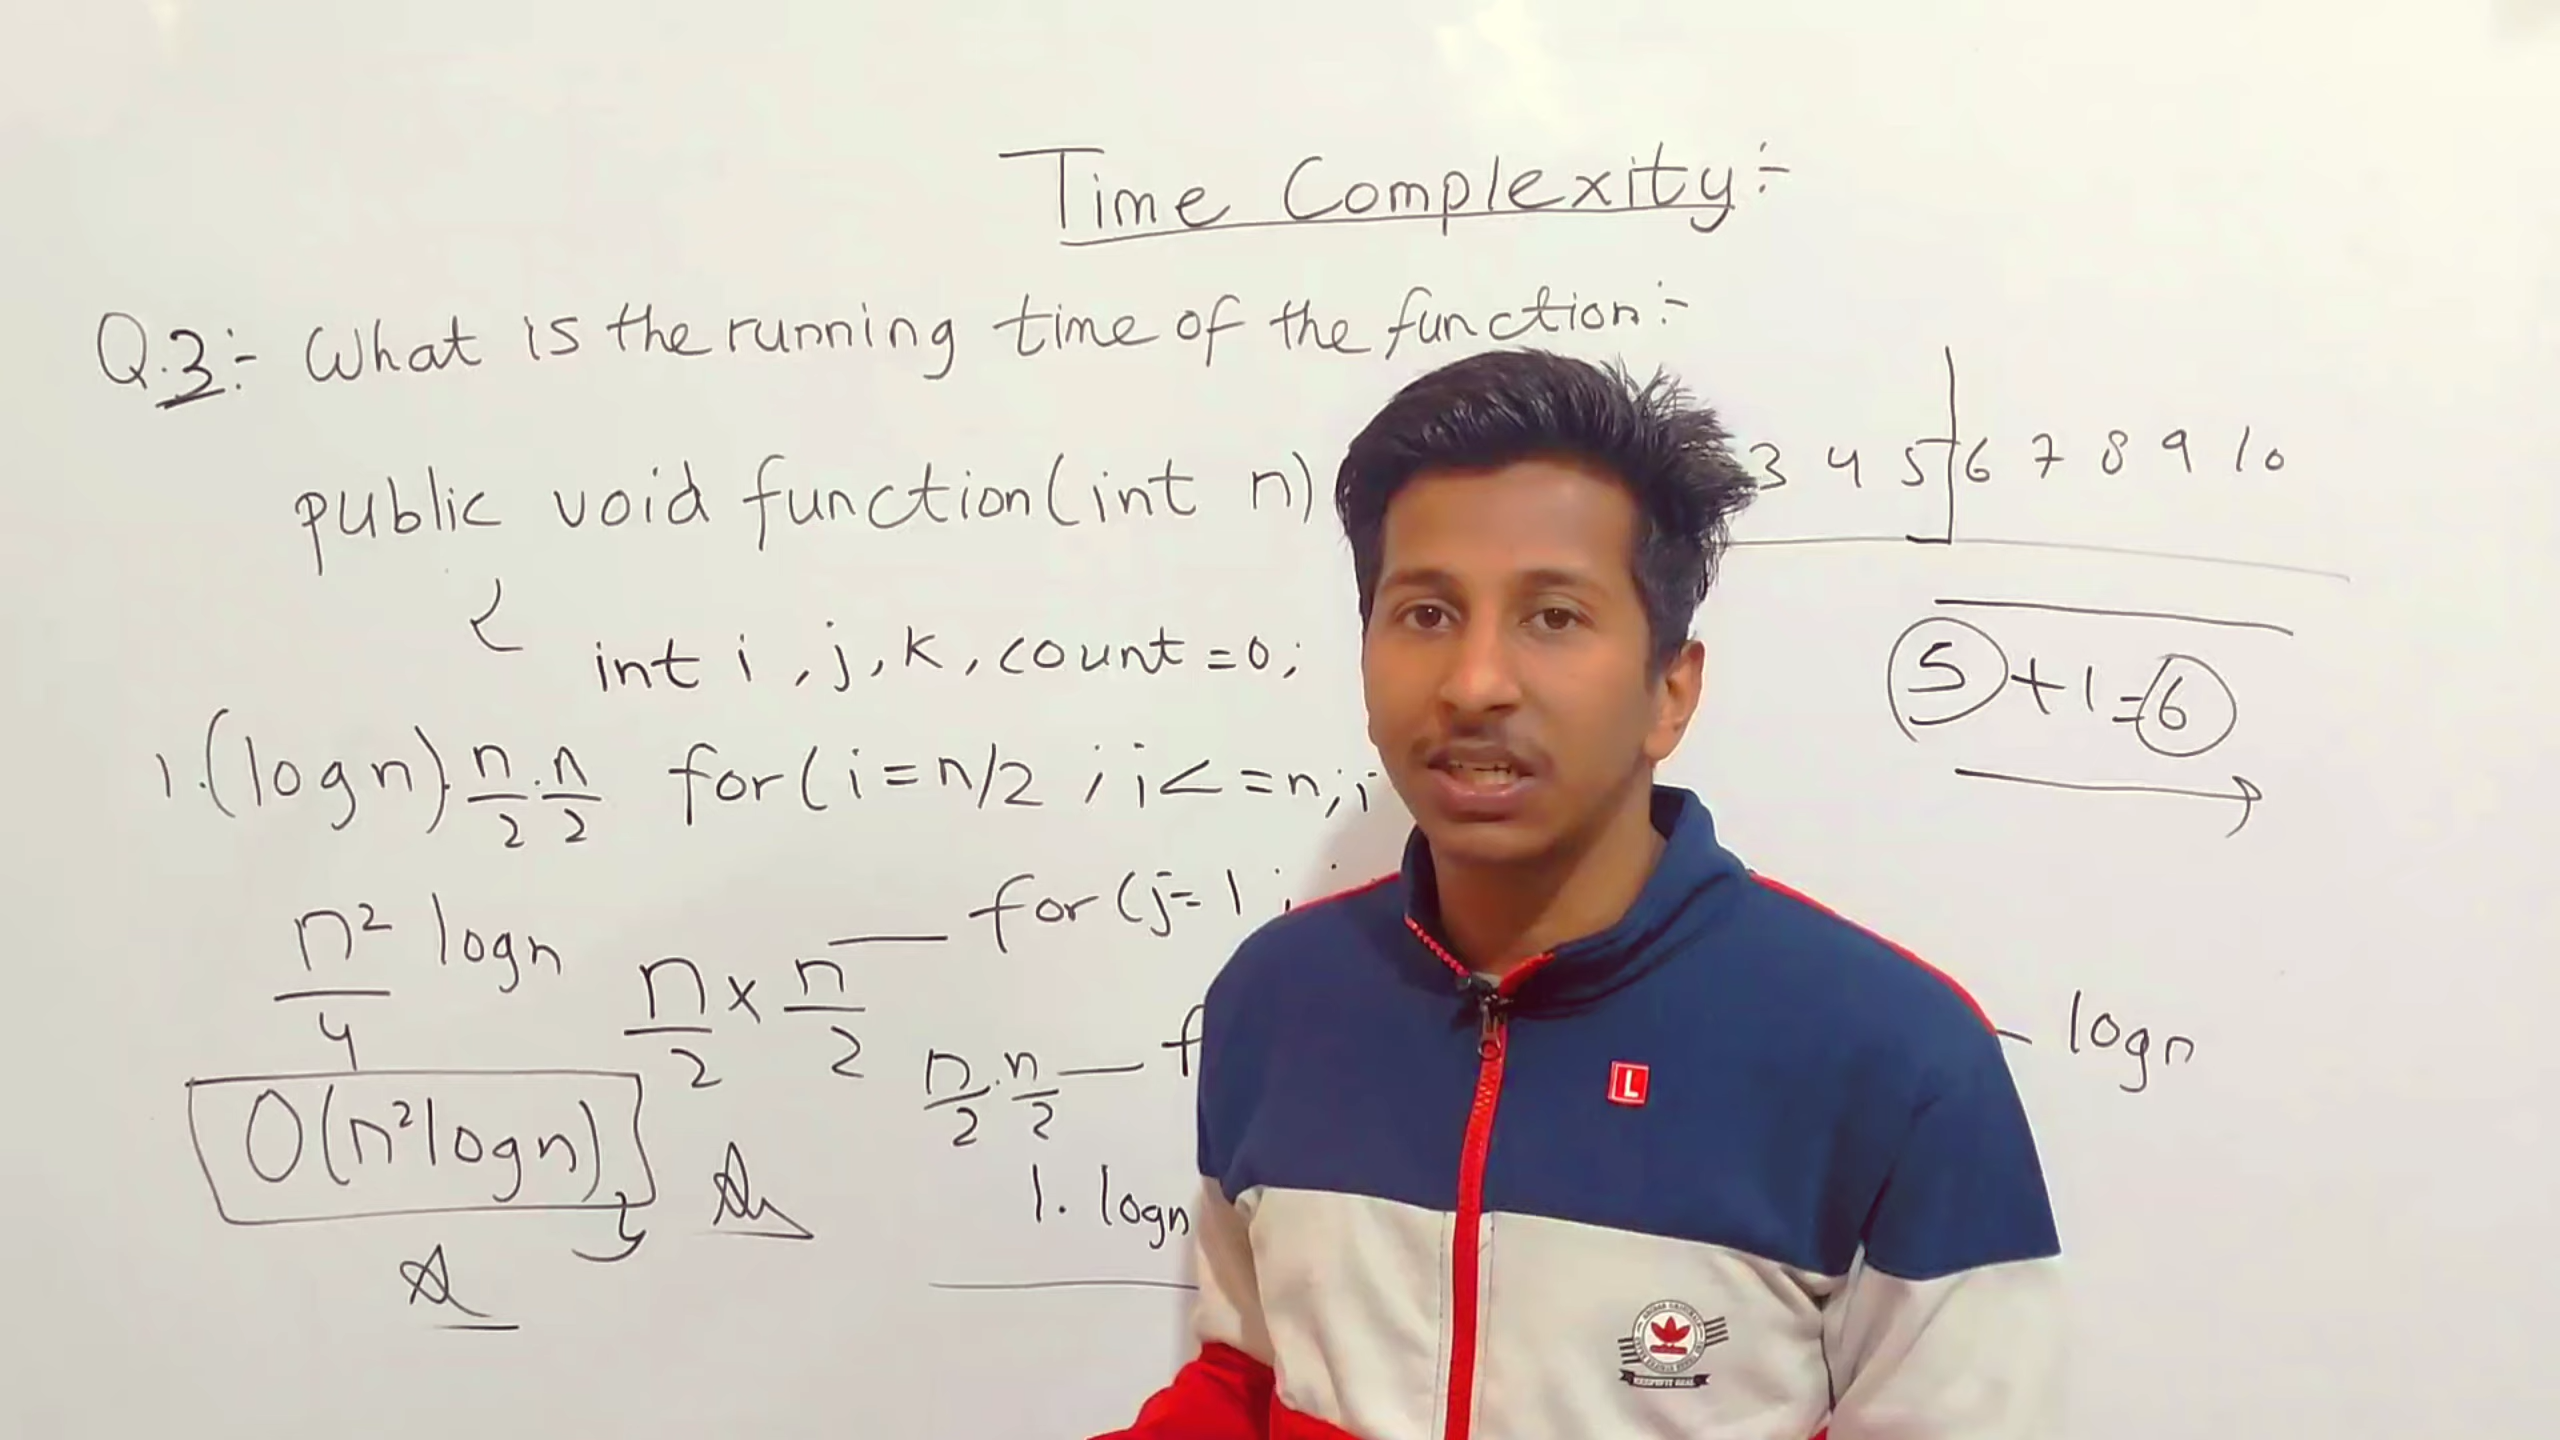 Time Complexity:-
Q.3:- What is the running time of the function:-
3 4 5 6 7 8 9 10
public void function(int n)
{
int i, j, k, count=0;
5+1=6
1.(log n).n/2.n/2 for(i=n/2; i<=n; i
for(j=1;
n²/4 logn
n/2 x n/2
n/2.n/2 f
logn
O(n²logn)
1. logn
L